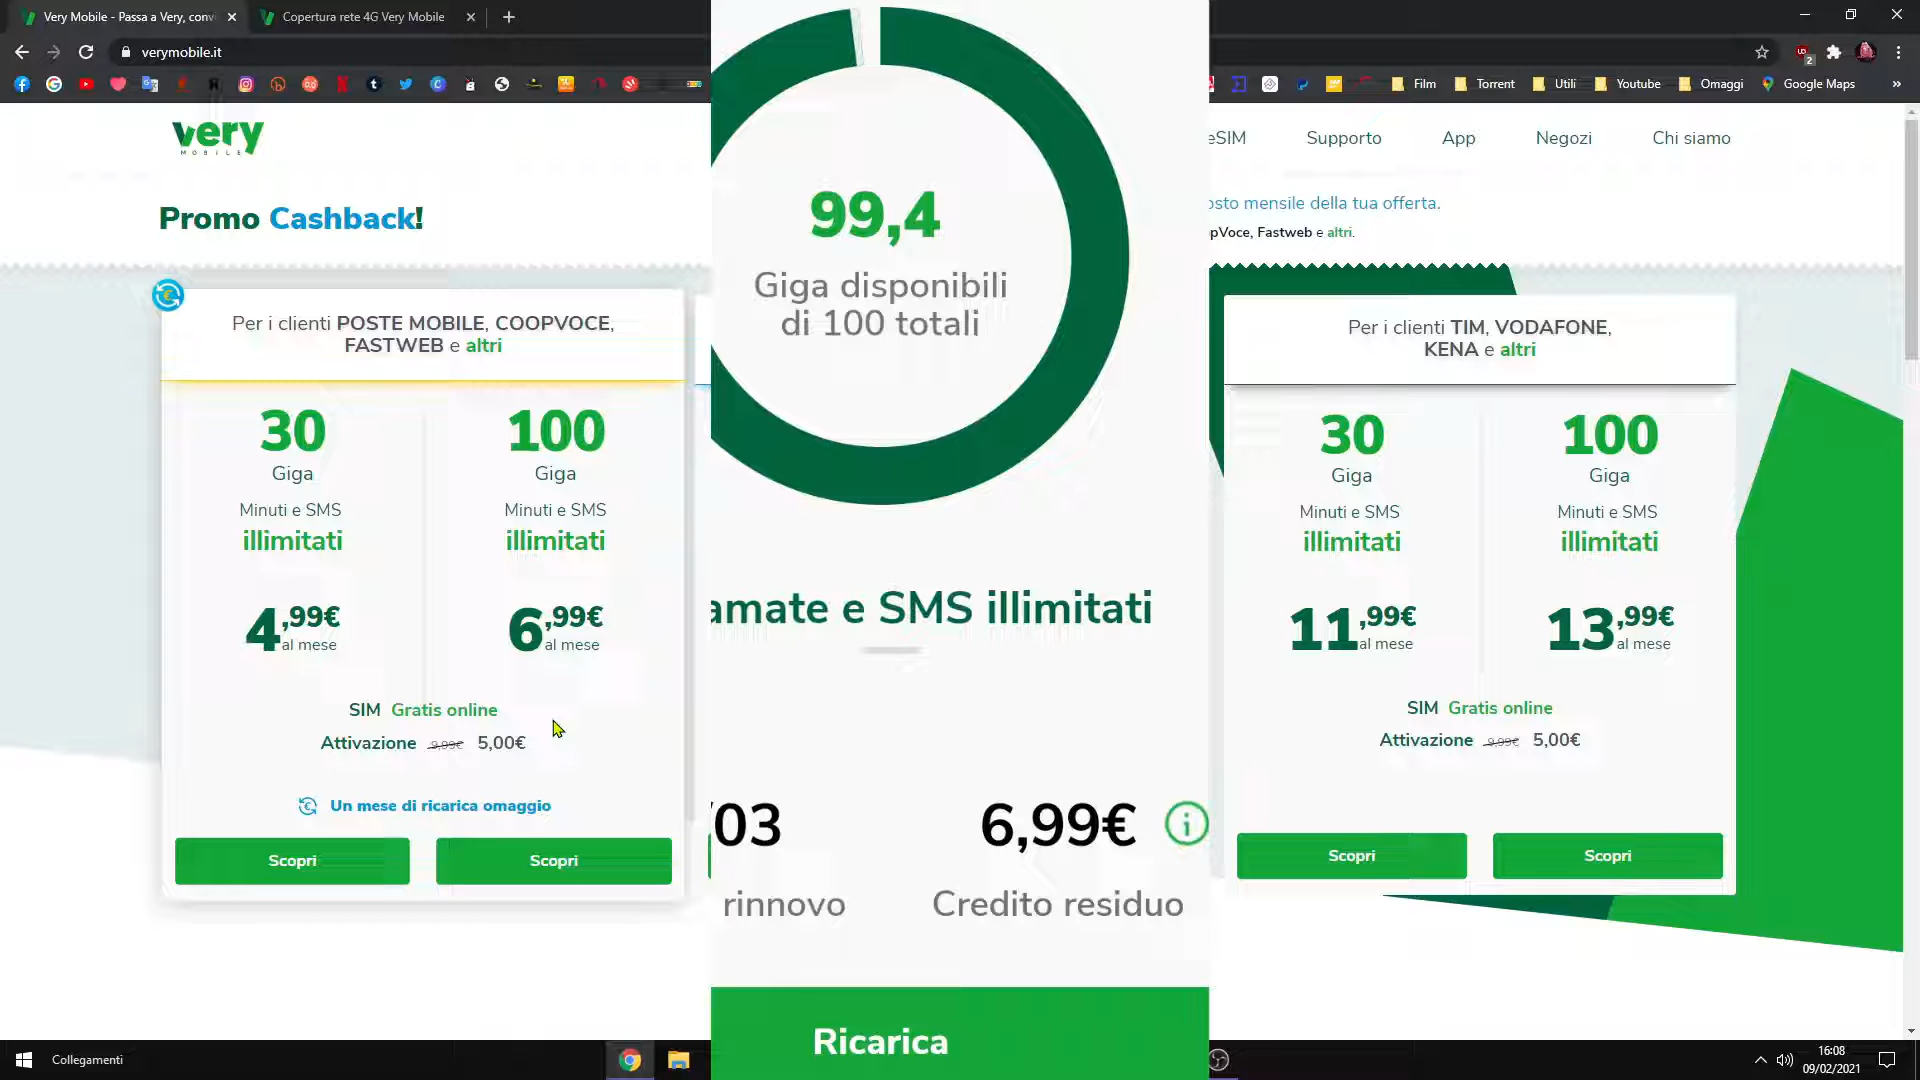 Very Mobile - Passa a Very, conv
Copertura rete 4G Very Mobile
verymobile.it
2
Film
Torrent
Utili
Youtube
Omaggi
Google Maps
very
MOBILE
eSIM
Supporto
App
Negozi
Chi siamo
Promo Cashback!
osto mensile della tua offerta.
opVoce, Fastweb e altri.
Per i clienti POSTE MOBILE, COOPVOCE,
FASTWEB e altri
30
Giga
Minuti e SMS
illimitati
4,99€
al mese
100
Giga
Minuti e SMS
illimitati
6,99€
al mese
SIM Gratis online
Attivazione 9,99€ 5,00€
Un mese di ricarica omaggio
Scopri
Scopri
99,4
Giga disponibili
di 100 totali
amate e SMS illimitati
/03
rinnovo
6,99€
Credito residuo
Ricarica
Per i clienti TIM, VODAFONE,
KENA e altri
30
Giga
Minuti e SMS
illimitati
11,99€
al mese
100
Giga
Minuti e SMS
illimitati
13,99€
al mese
SIM Gratis online
Attivazione 9,99€ 5,00€
Scopri
Scopri
Collegamenti
16:08
09/02/2021